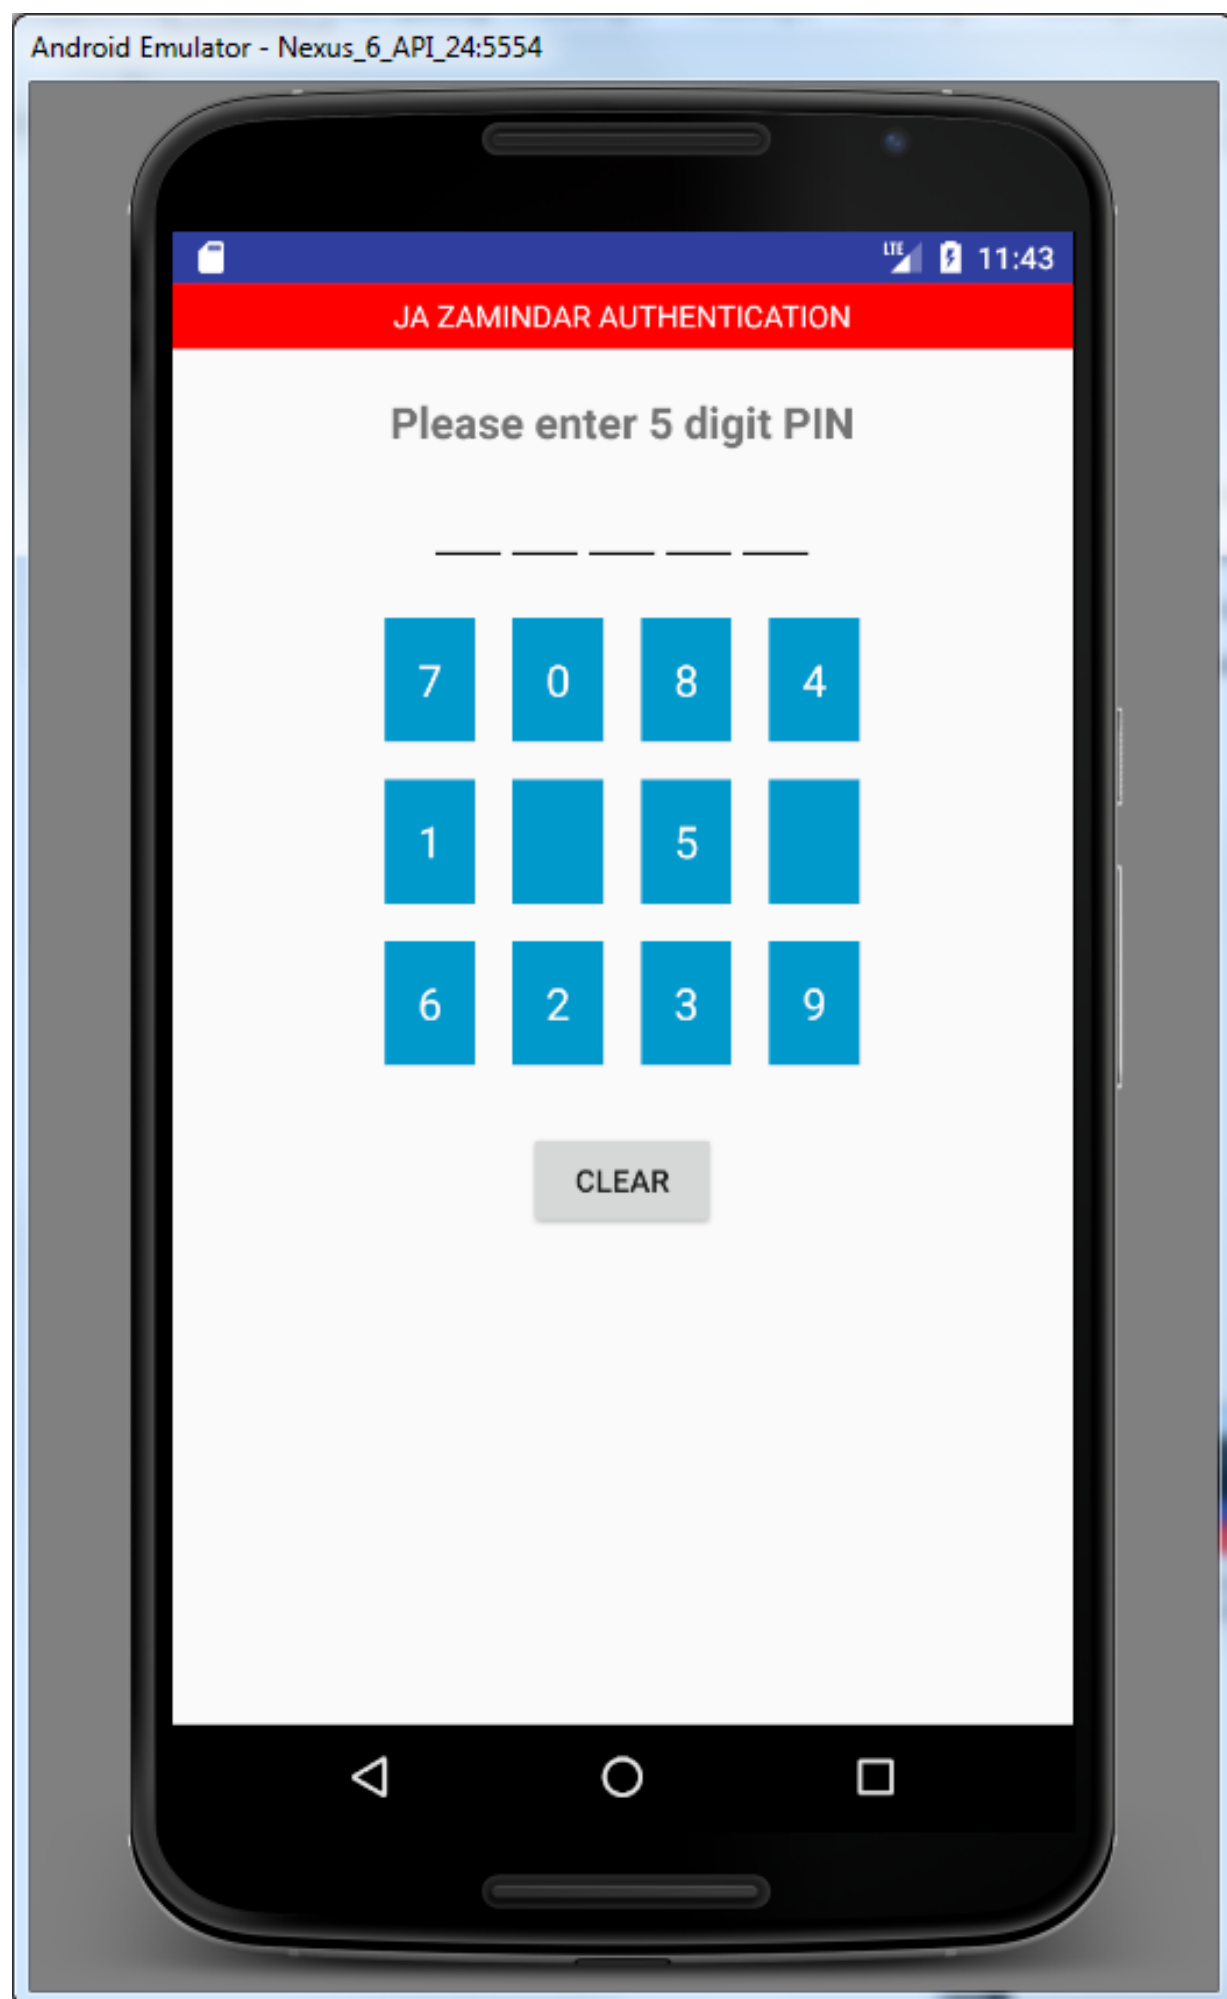 Android Emulator - Nexus_6_API_24:5554
LTE 11:43
JA ZAMINDAR AUTHENTICATION
Please enter 5 digit PIN
7 0 8 4
1 5
6 2 3 9
CLEAR